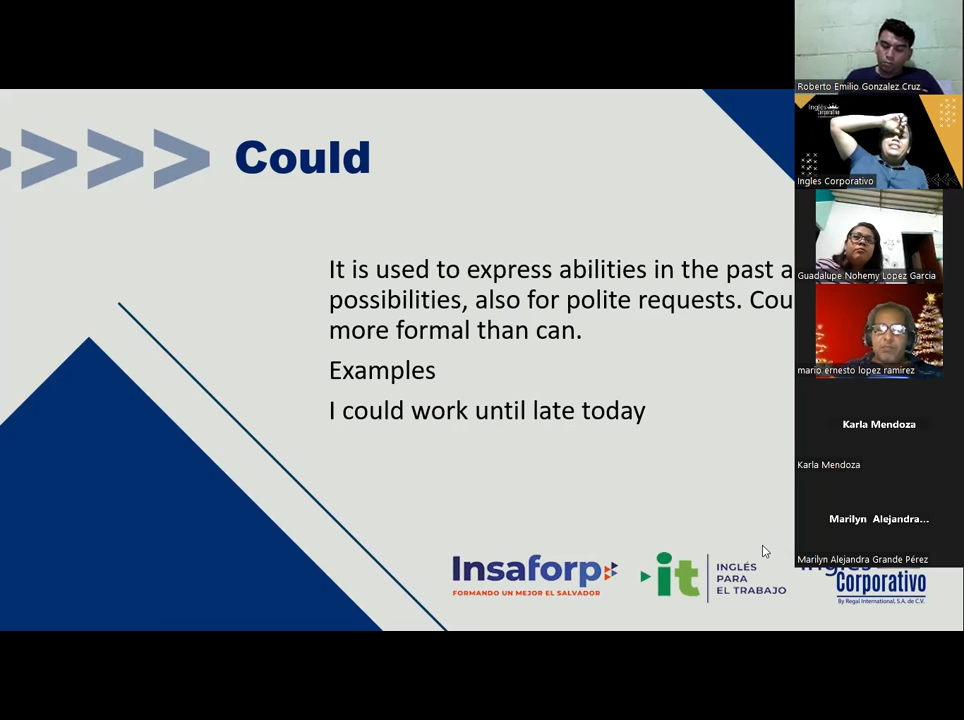 Could
It is used to express abilities in the past a
possibilities, also for polite requests. Cou
more formal than can.
Examples
I could work until late today
Insaforp
FORMANDO UN MEJOR EL SALVADOR
it
INGLÉS
PARA
EL TRABAJO
Inglés
Corporativo
By Regal International, S.A. de C.V.
Roberto Emilio Gonzalez Cruz
Inglés
Corporativo
Ingles Corporativo
Guadalupe Nohemy Lopez Garcia
mario ernesto lopez ramirez
Karla Mendoza
Karla Mendoza
Marilyn Alejandra...
Marilyn Alejandra Grande Pérez